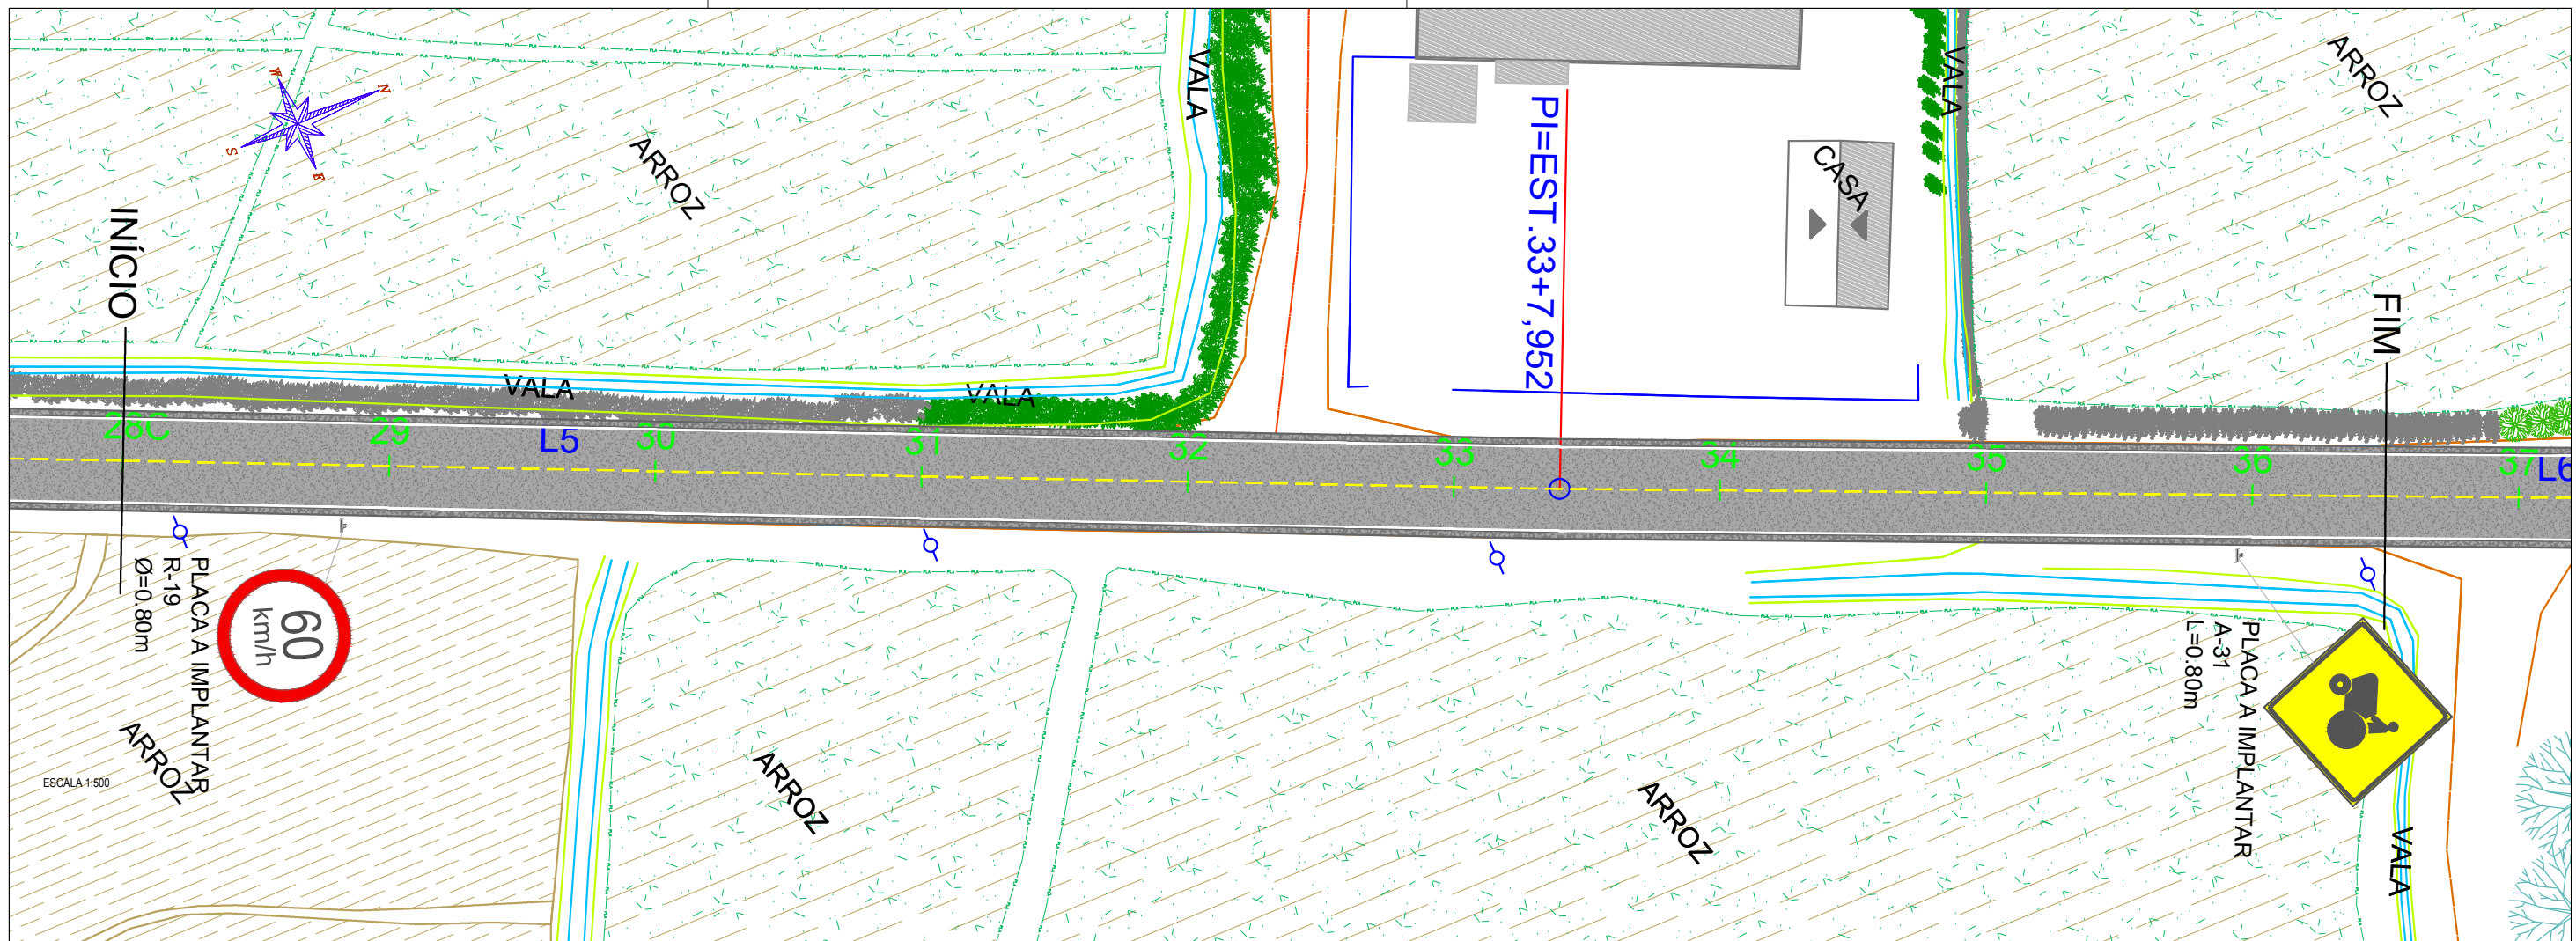 ARROZ
VALA
VALA
W
N
S
E
ARROZ
INÍCIO
PI=EST.33+7,952
CASA
FIM
VALA
VALA
28C
29
L5
30
31
32
33
34
35
36
37
PLACA A IMPLANTAR
R-19
Ø=0.80m
60
km/h
ARROZ
ESCALA 1:500
ARROZ
ARROZ
PLACA A IMPLANTAR
A-31
L=0.80m
VALA